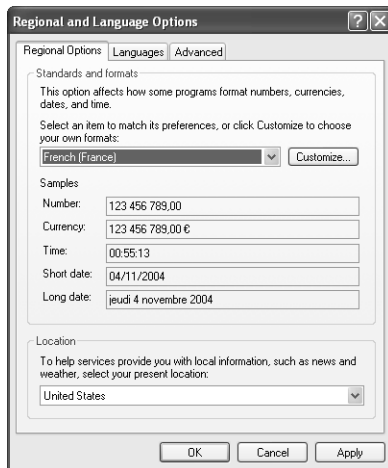 Regional and Language Options
Regional Options Languages Advanced
Standards and formats
This option affects how some programs format numbers, currencies,
dates, and time.
Select an item to match its preferences, or click Customize to choose
your own formats:
French (France) Customize...
Samples
Number: 123 456 789,00
Currency: 123 456 789,00 €
Time: 00:55:13
Short date: 04/11/2004
Long date: jeudi 4 novembre 2004
Location
To help services provide you with local information, such as news and
weather, select your present location:
United States
OK Cancel Apply